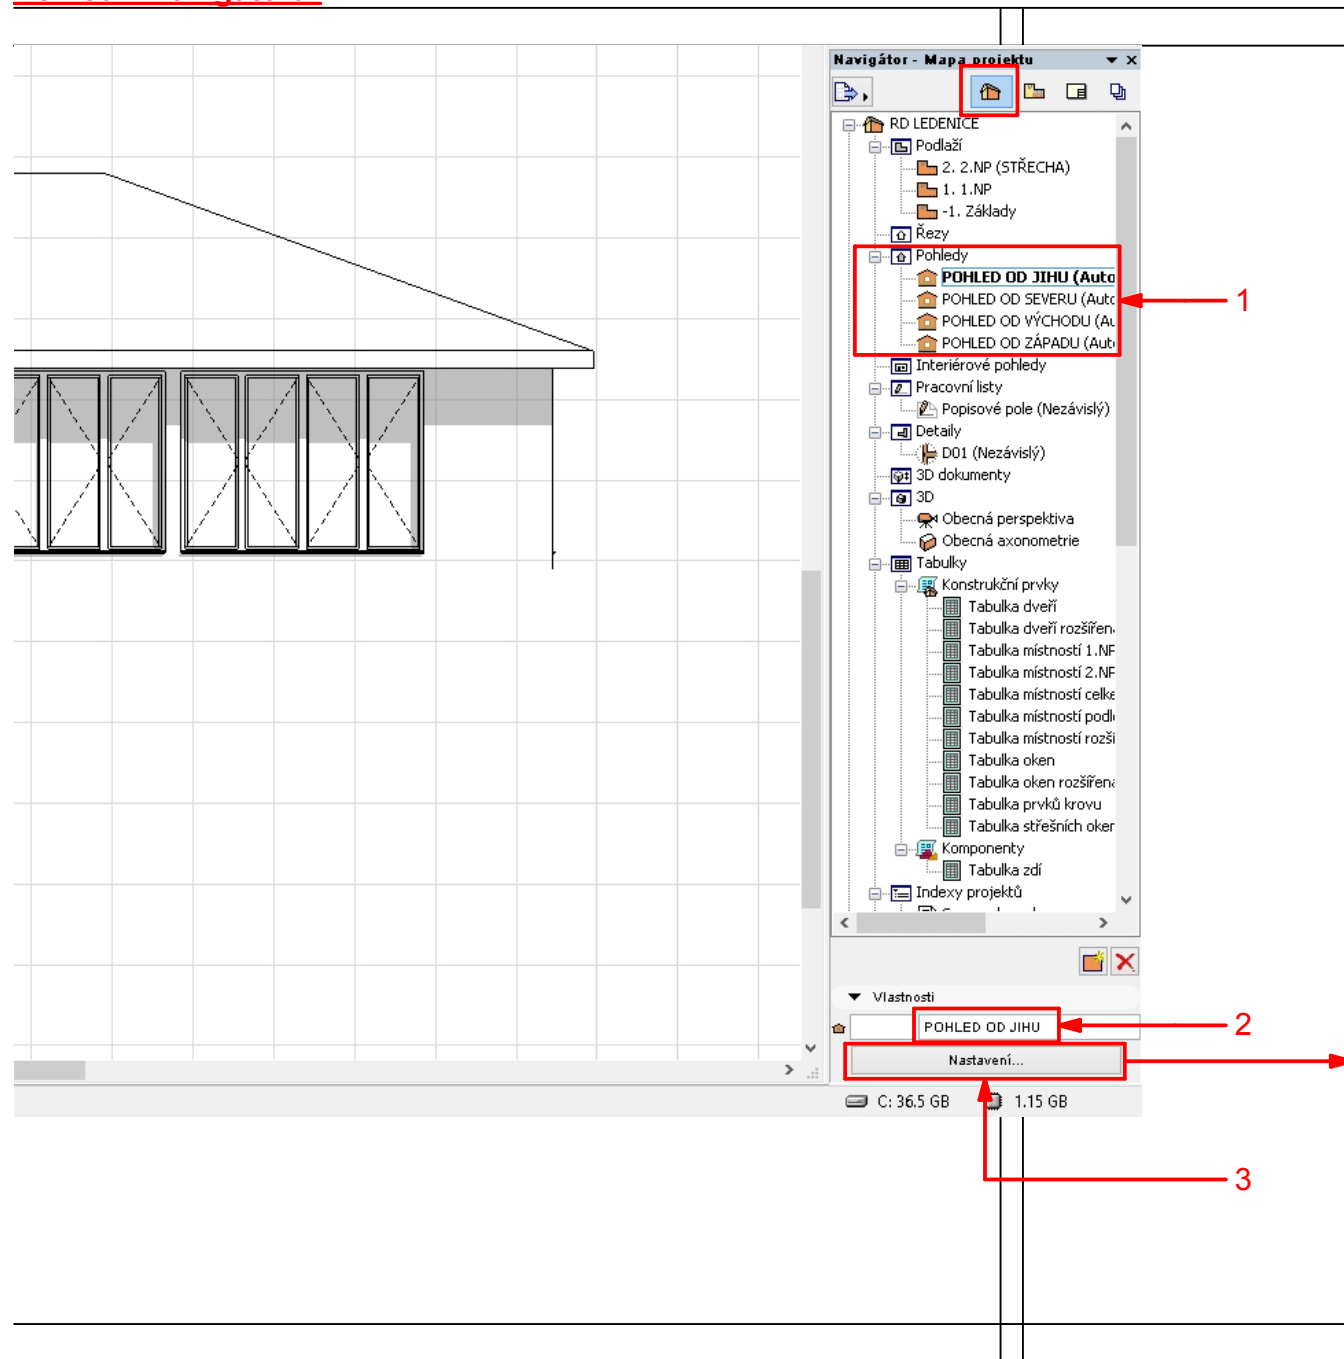 Navigátor - Mapa projektu
RD LEDENICE
Podlaží
2. 2.NP (STŘECHA)
1. 1.NP
-1. Základy
Řezy
Pohledy
POHLED OD JIHU (Auto
POHLED OD SEVERU (Auto
1
POHLED OD VÝCHODU (Au
POHLED OD ZÁPADU (Auto
Interiérové pohledy
Pracovní listy
Popisové pole (Nezávislý)
Detaily
D01 (Nezávislý)
3D dokumenty
3D
Obecná perspektiva
Obecná axonometrie
Tabulky
Konstrukční prvky
Tabulka dveří
Tabulka dveří rozšířen
Tabulka místností 1.NP
Tabulka místností 2.NP
Tabulka místností celke
Tabulka místností podl
Tabulka místností rozší
Tabulka oken
Tabulka oken rozšířen
Tabulka prvků krovu
Tabulka střešních oken
Komponenty
Tabulka zdí
Indexy projektů
Vlastnosti
POHLED OD JIHU
2
Nastavení...
C: 36.5 GB
1.15 GB
3